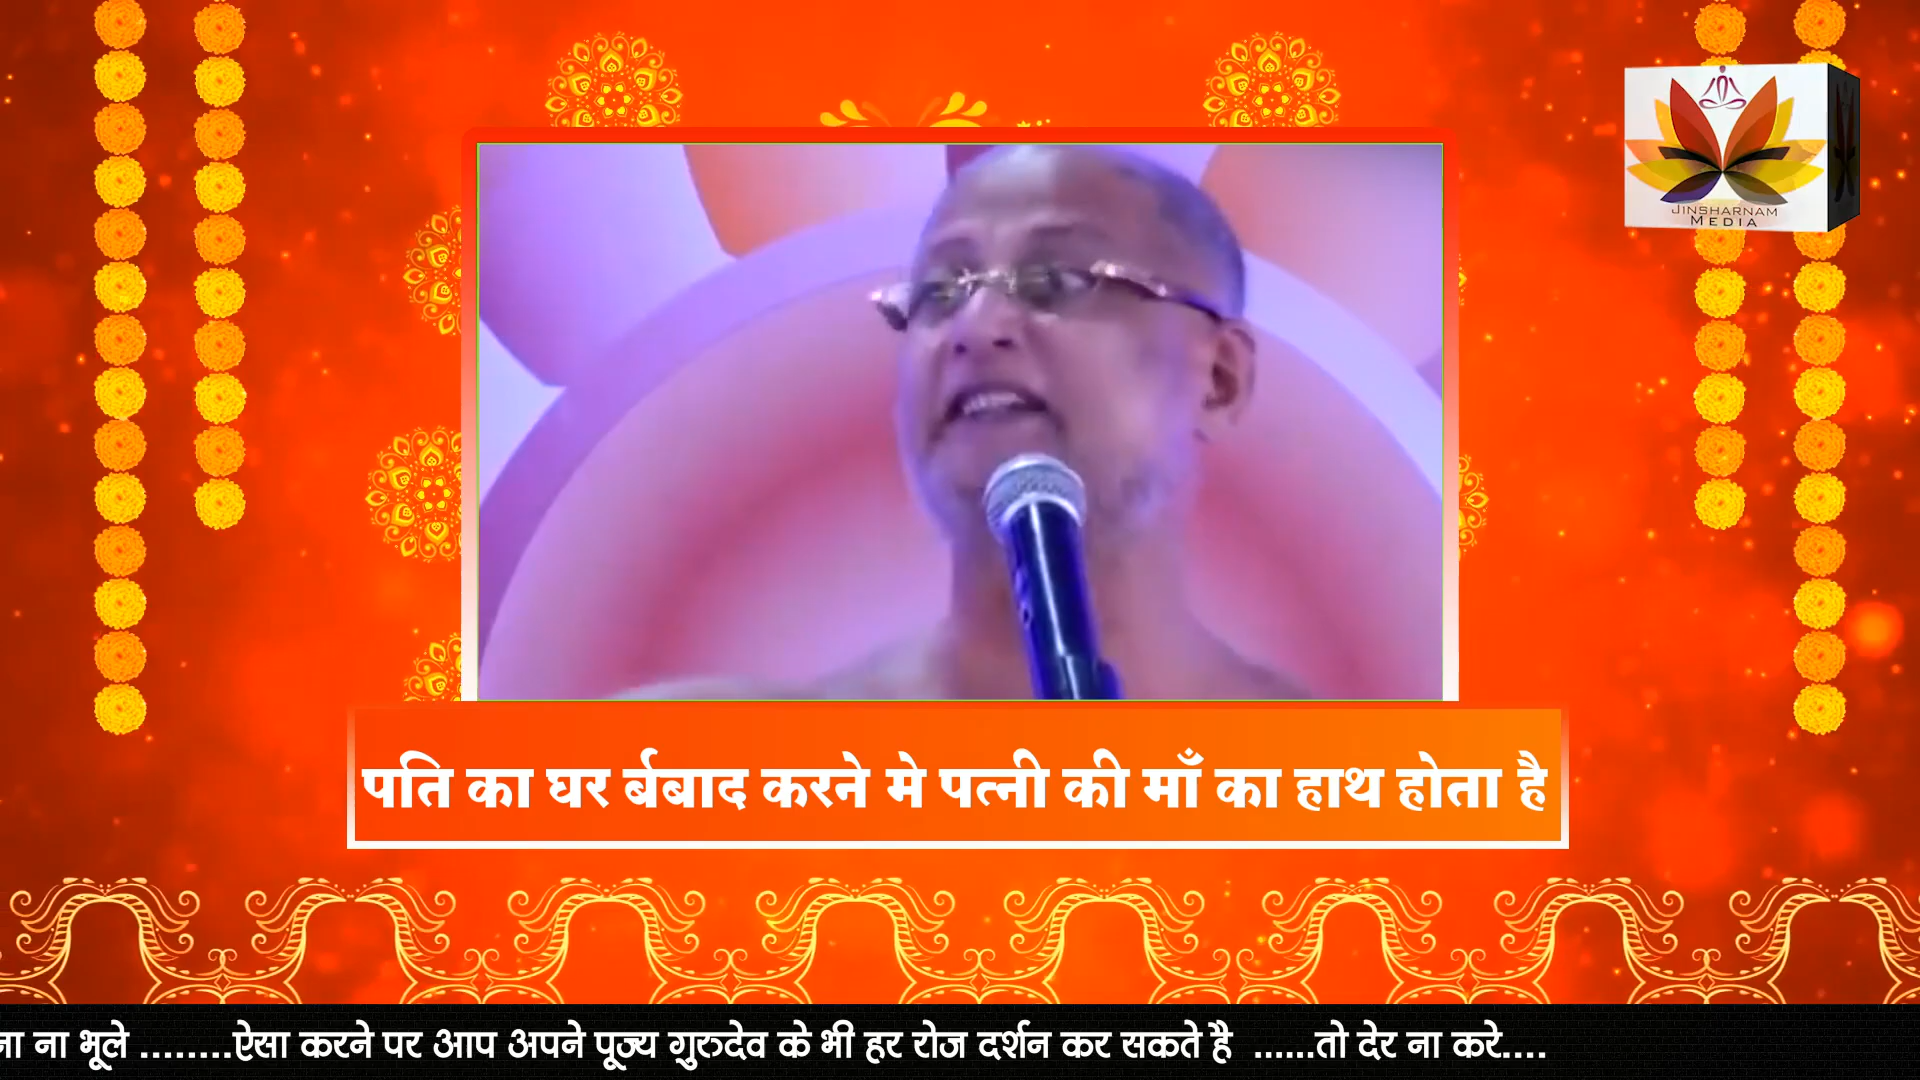 JINSHARNAM
MEDIA
पति का घर र्बबाद करने मे पत्नी की माँ का हाथ होता है
ना ना भूले ........ऐसा करने पर आप अपने पूज्य गुरुदेव के भी हर रोज दर्शन कर सकते है ......तो देर ना करे....